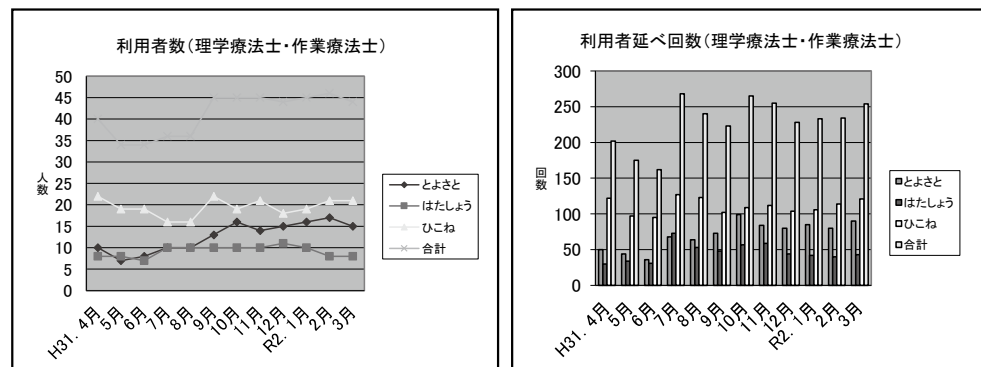 利用者数（理学療法士・作業療法士）
50
45
40
35
30
25
20
15
10
5
0
人数
H31. 4月
5月
6月
7月
8月
9月
10月
11月
12月
R2. 1月
2月
3月
とよさと
はたしょう
ひこね
合計
利用者延べ回数（理学療法士・作業療法士）
300
250
200
150
100
50
0
回数
H31. 4月
5月
6月
7月
8月
9月
10月
11月
12月
R2. 1月
2月
3月
とよさと
はたしょう
ひこね
合計